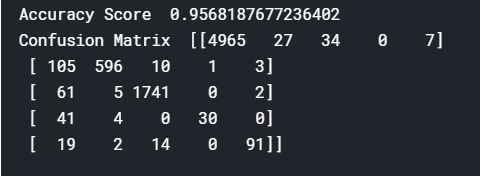 Accuracy Score 0.9568187677236402
Confusion Matrix [[4965 27 34 0 7]
[ 105 596 10 1 3]
[ 61 5 1741 0 2]
[ 41 4 0 30 0]
[ 19 2 14 0 91]]